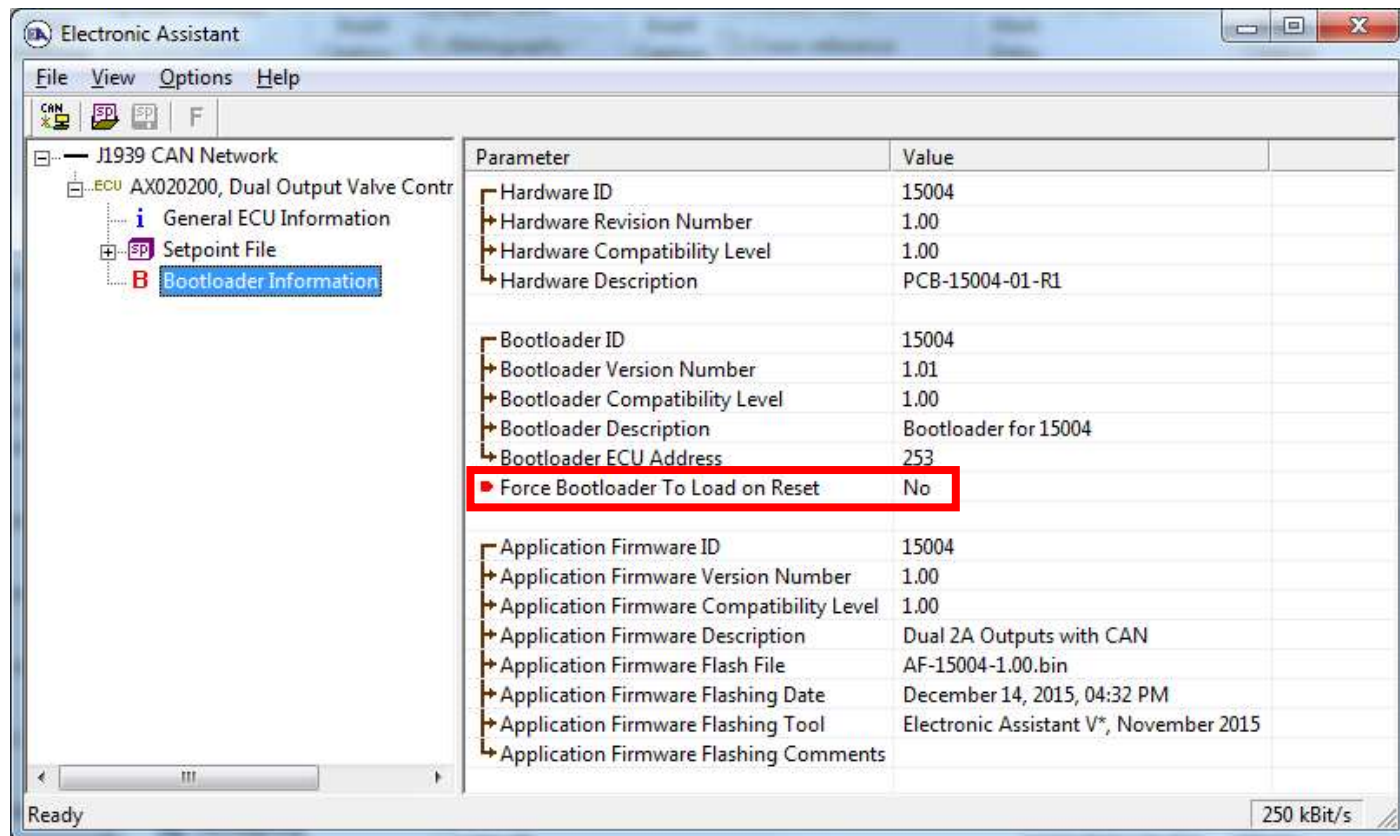 Electronic Assistant
File View Options Help
CAN SP SP F
J1939 CAN Network
ECU AX020200, Dual Output Valve Contr
i General ECU Information
SP Setpoint File
B Bootloader Information
Parameter Value
Hardware ID 15004
Hardware Revision Number 1.00
Hardware Compatibility Level 1.00
Hardware Description PCB-15004-01-R1
Bootloader ID 15004
Bootloader Version Number 1.01
Bootloader Compatibility Level 1.00
Bootloader Description Bootloader for 15004
Bootloader ECU Address 253
Force Bootloader To Load on Reset No
Application Firmware ID 15004
Application Firmware Version Number 1.00
Application Firmware Compatibility Level 1.00
Application Firmware Description Dual 2A Outputs with CAN
Application Firmware Flash File AF-15004-1.00.bin
Application Firmware Flashing Date December 14, 2015, 04:32 PM
Application Firmware Flashing Tool Electronic Assistant V*, November 2015
Application Firmware Flashing Comments
Ready 250 kBit/s